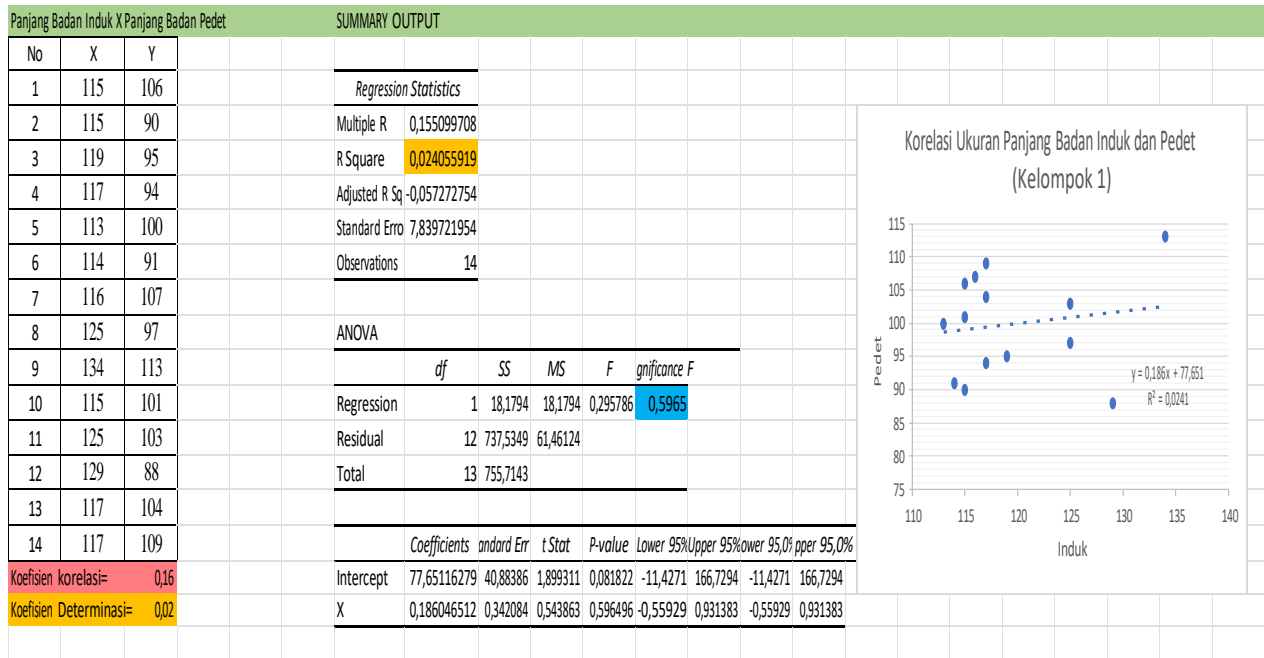 Panjang Badan Induk X Panjang Badan Pedet SUMMARY OUTPUT
No X Y
1 115 106 Regression Statistics
2 115 90 Multiple R 0,155099708
3 119 95 R Square 0,024055919
4 117 94 Adjusted R Sq -0,057272754
5 113 100 Standard Erro 7,839721954
6 114 91 Observations 14
7 116 107
8 125 97 ANOVA
9 134 113 df SS MS F gnificance F
10 115 101 Regression 1 18,1794 18,1794 0,295786 0,5965
11 125 103 Residual 12 737,5349 61,46124
12 129 88 Total 13 755,7143
13 117 104
14 117 109 Coefficients andard Err t Stat P-value Lower 95% Upper 95% ower 95,0% pper 95,0%
Koefisien korelasi= 0,16 Intercept 77,65116279 40,88386 1,899311 0,081822 -11,4271 166,7294 -11,4271 166,7294
Koefisien Determinasi= 0,02 X 0,186046512 0,342084 0,543863 0,596496 -0,55929 0,931383 -0,55929 0,931383
Korelasi Ukuran Panjang Badan Induk dan Pedet
(Kelompok 1)
115
110
105
100
95
90
85
80
75
Pedet
y = 0,186x + 77,651
R² = 0,0241
110 115 120 125 130 135 140
Induk